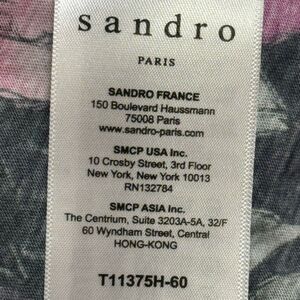 sandro
PARIS
SANDRO FRANCE
150 Boulevard Haussmann
75008 Paris
www.sandro-paris.com
SMCP USA Inc.
10 Crosby Street, 3rd Floor
New York, New York 10013
RN132784
SMCP ASIA Inc.
The Centrium, Suite 3203A-5A, 32/F
60 Wyndham Street, Central
HONG-KONG
T11375H-60